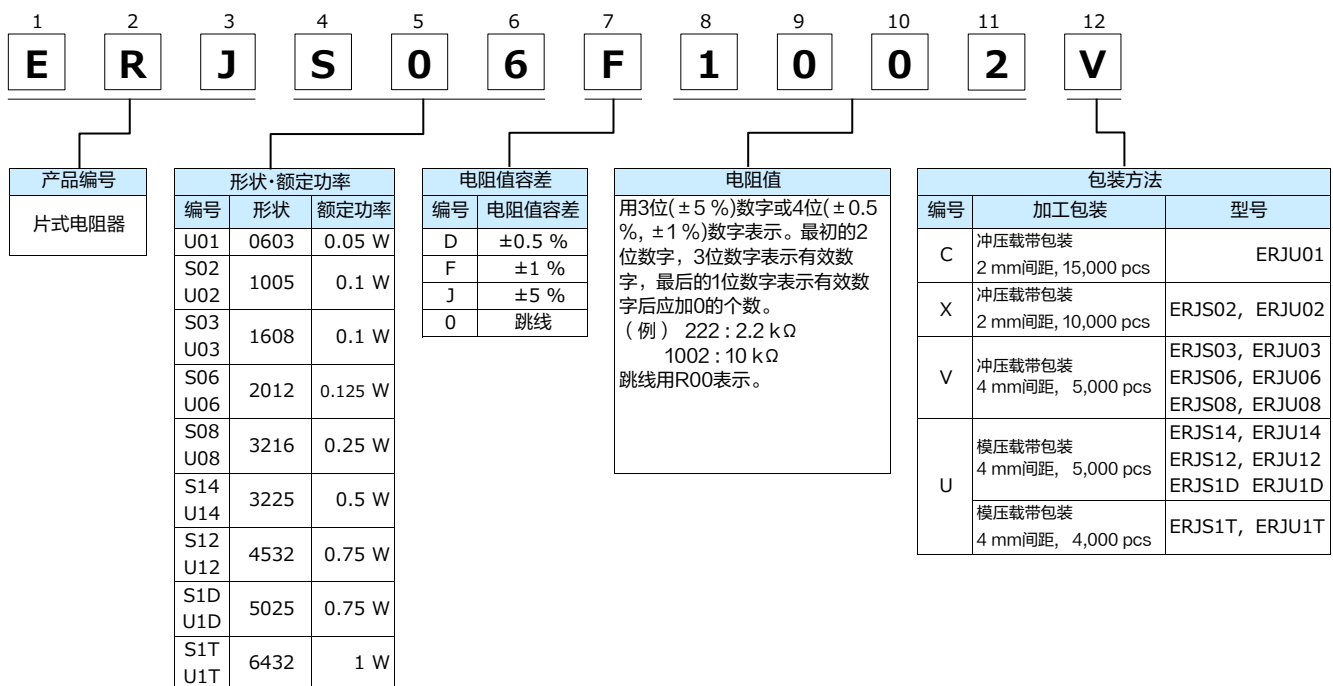 1 2 3 4 5 6 7 8 9 10 11 12
E R J S 0 6 F 1 0 0 2 V
产品编号
片式电阻器
形状·额定功率
编号 形状 额定功率
U01 0603 0.05 W
S02
U02
1005 0.1 W
S03
U03
1608 0.1 W
S06
U06
2012 0.125 W
S08
U08
3216 0.25 W
S14
U14
3225 0.5 W
S12
U12
4532 0.75 W
S1D
U1D
5025 0.75 W
S1T
U1T
6432 1 W
电阻值容差
编号 电阻值容差
D ±0.5 %
F ±1 %
J ±5 %
0 跳线
电阻值
用3位(±5 %)数字或4位(±0.5
%, ±1 %)数字表示。最初的2
位数字，3位数字表示有效数
字，最后的1位数字表示有效数
字后应加0的个数。
（例） 222 : 2.2 kΩ
1002 : 10 kΩ
跳线用R00表示。
包装方法
编号 加工包装 型号
C
冲压载带包装
2 mm间距, 15,000 pcs
ERJU01
X
冲压载带包装
2 mm间距, 10,000 pcs
ERJS02, ERJU02
V
冲压载带包装
4 mm间距, 5,000 pcs
ERJS03, ERJU03
ERJS06, ERJU06
ERJS08, ERJU08
U
模压载带包装
4 mm间距, 5,000 pcs
ERJS14, ERJU14
ERJS12, ERJU12
ERJS1D ERJU1D
模压载带包装
4 mm间距, 4,000 pcs
ERJS1T, ERJU1T